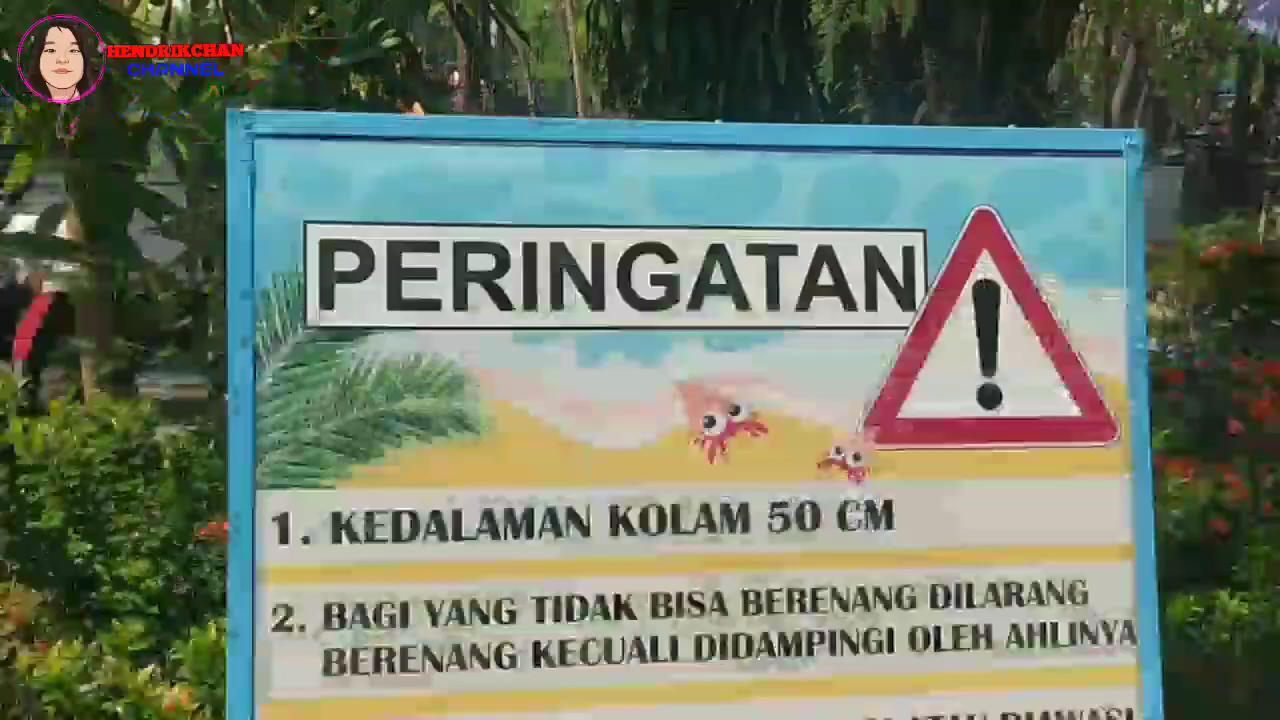 HENDRIKCHAN
CHANNEL
PERINGATAN
1. KEDALAMAN KOLAM 50 CM
2. BAGI YANG TIDAK BISA BERENANG DILARANG
BERENANG KECUALI DIDAMPINGI OLEH AHLINYA